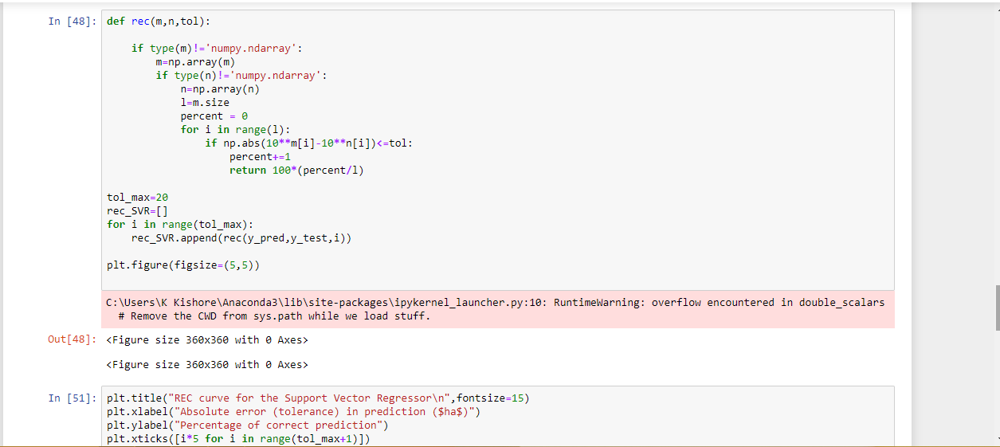 In [48]: def rec(m,n,tol):
if type(m)!='numpy.ndarray':
m=np.array(m)
if type(n)!='numpy.ndarray':
n=np.array(n)
l=m.size
percent = 0
for i in range(l):
if np.abs(10**m[i]-10**n[i])<=tol:
percent+=1
return 100*(percent/l)
tol_max=20
rec_SVR=[]
for i in range(tol_max):
rec_SVR.append(rec(y_pred,y_test,i))
plt.figure(figsize=(5,5))
C:\Users\K Kishore\Anaconda3\lib\site-packages\ipykernel_launcher.py:10: RuntimeWarning: overflow encountered in double_scalars
# Remove the CWD from sys.path while we load stuff.
Out[48]: <Figure size 360x360 with 0 Axes>
<Figure size 360x360 with 0 Axes>
In [51]: plt.title("REC curve for the Support Vector Regressor\n",fontsize=15)
plt.xlabel("Absolute error (tolerance) in prediction ($ha$)")
plt.ylabel("Percentage of correct prediction")
plt.xticks([i*5 for i in range(tol_max+1)])